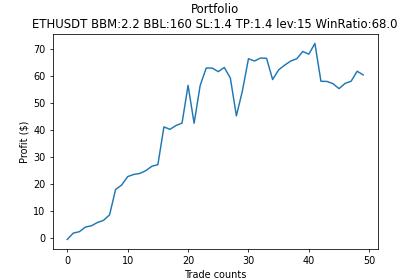 Portfolio
ETHUSDT BBM:2.2 BBL:160 SL:1.4 TP:1.4 lev:15 WinRatio:68.0
70
60
50
40
30
20
10
0
Profit ($)
0 10 20 30 40 50
Trade counts